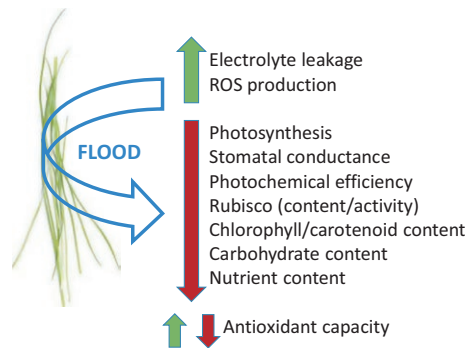 Electrolyte leakage
ROS production
FLOOD
Photosynthesis
Stomatal conductance
Photochemical efficiency
Rubisco (content/activity)
Chlorophyll/carotenoid content
Carbohydrate content
Nutrient content
Antioxidant capacity